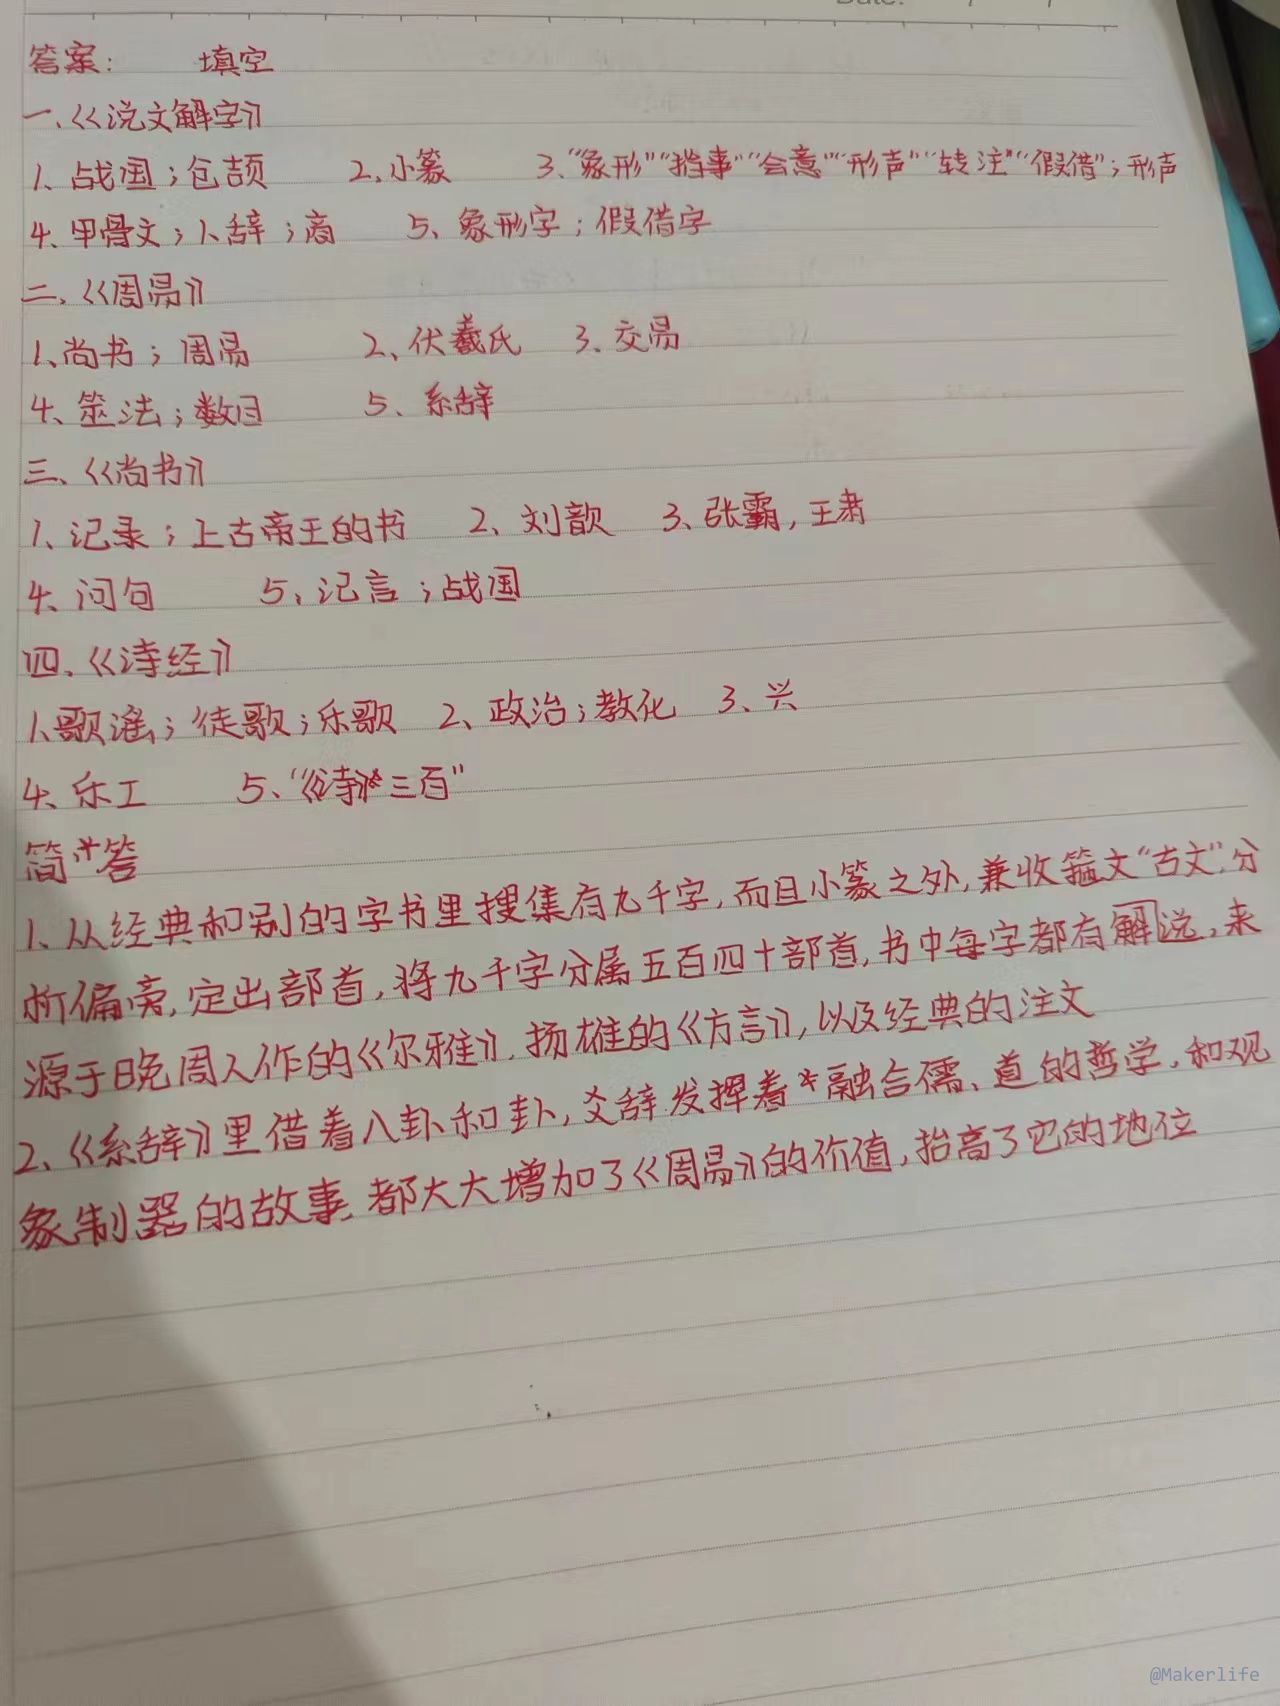 Date: / /
答案: 填空
一、《说文解字》
1、战国；仓颉 2、小篆 3、“象形”“指事”“会意”“形声”“转注”“假借”；形声
4、甲骨文；卜辞；商 5、象形字；假借字
二、《周易》
1、尚书；周易 2、伏羲氏 3、交易
4、筮法；数目 5、系辞
三、《尚书》
1、记录；上古帝王的书 2、刘歆 3、张霸，王肃
4、问句 5、记言；战国
四、《诗经》
1、歌谣；徒歌；乐歌 2、政治；教化 3、兴
4、乐工 5、“《诗》三百”
简答
1、从经典和别的字书里搜集有九千字，而且小篆之外，兼收籀文“古文”，分
析偏旁，定出部首，将九千字分属五百四十部首，书中每字都有解说，来
源于晚周人作的《尔雅》，扬雄的《方言》，以及经典的注文
2、《系辞》里借着八卦和卦，爻辞发挥着融合儒、道的哲学，和观
象制器的故事，都大大增加了《周易》的价值，抬高了它的地位
@Makerlife